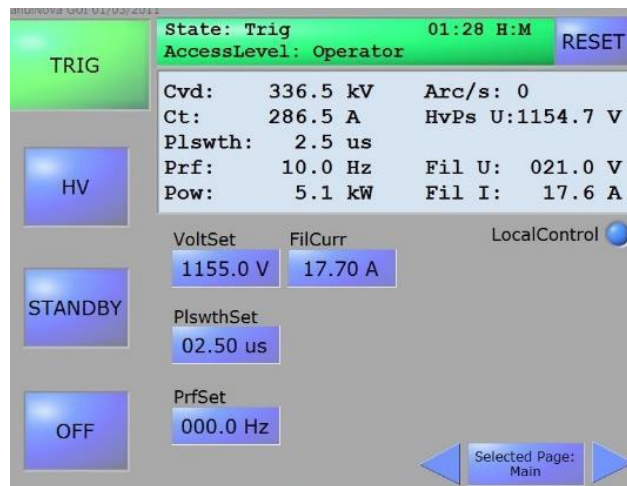 TRIG
State: Trig 01:28 H:M
AccessLevel: Operator
RESET
Cvd: 336.5 kV Arc/s: 0
Ct: 286.5 A HvPs U:1154.7 V
Plswth: 2.5 us
Prf: 10.0 Hz Fil U: 021.0 V
Pow: 5.1 kW Fil I: 17.6 A
HV
LocalControl
VoltSet FilCurr
1155.0 V 17.70 A
STANDBY
PlswthSet
02.50 us
PrfSet
000.0 Hz
OFF
Selected Page:
Main